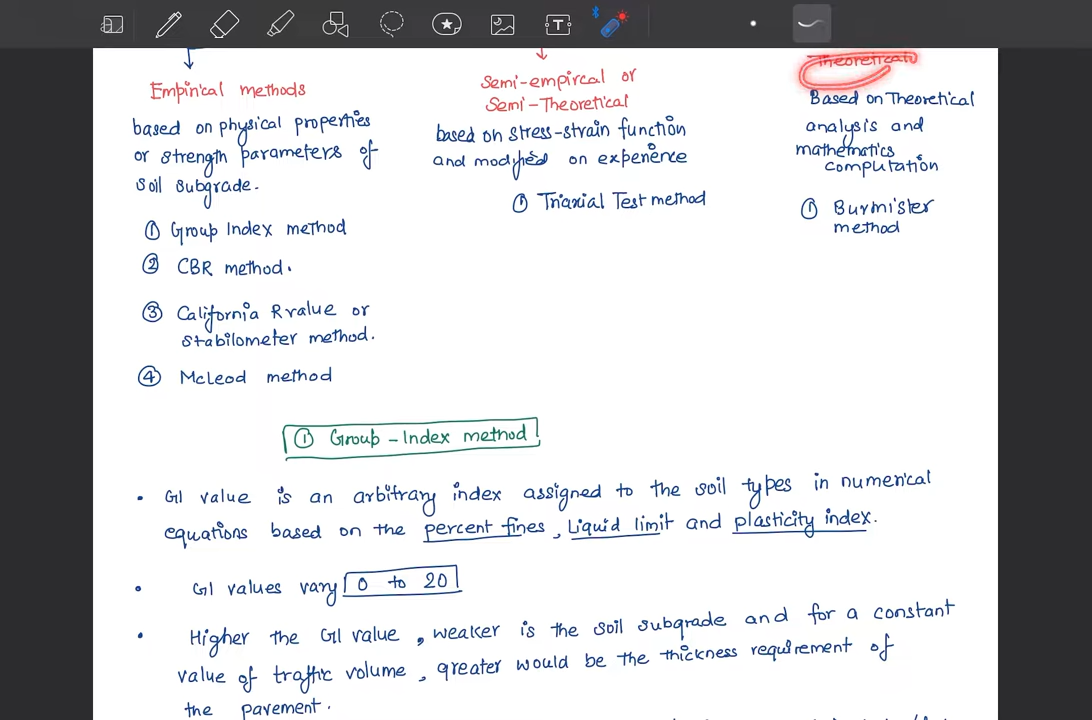 Empirical methods
based on physical properties
or strength parameters of
soil subgrade.
① Group Index method
② CBR method.
③ California R value or
stabilometer method.
④ McLeod method
Semi-empircal or
Semi-Theoretical
based on stress-strain function
and modified on experience
① Triaxial Test method
Theoretical
Based on Theoretical
analysis and
mathematics
computation
① Burmister
method
① Group-Index method
• GI value is an arbitrary index assigned to the soil types in numerical
equations based on the percent fines, liquid limit and plasticity index.
• GI values vary 0 to 20
• Higher the GI value, weaker is the soil subgrade and for a constant
value of traffic volume, greater would be the thickness requirement of
the pavement.